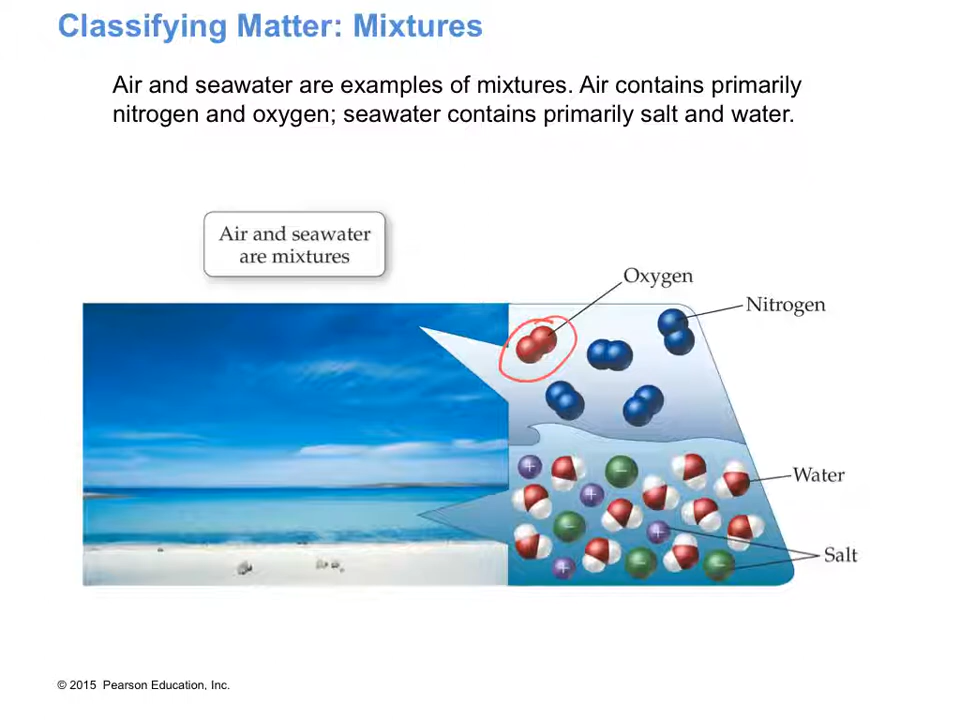 Classifying Matter: Mixtures
Air and seawater are examples of mixtures. Air contains primarily
nitrogen and oxygen; seawater contains primarily salt and water.
Air and seawater
are mixtures
Oxygen
Nitrogen
+
−
+
+
−
+
−
−
Water
Salt
© 2015 Pearson Education, Inc.